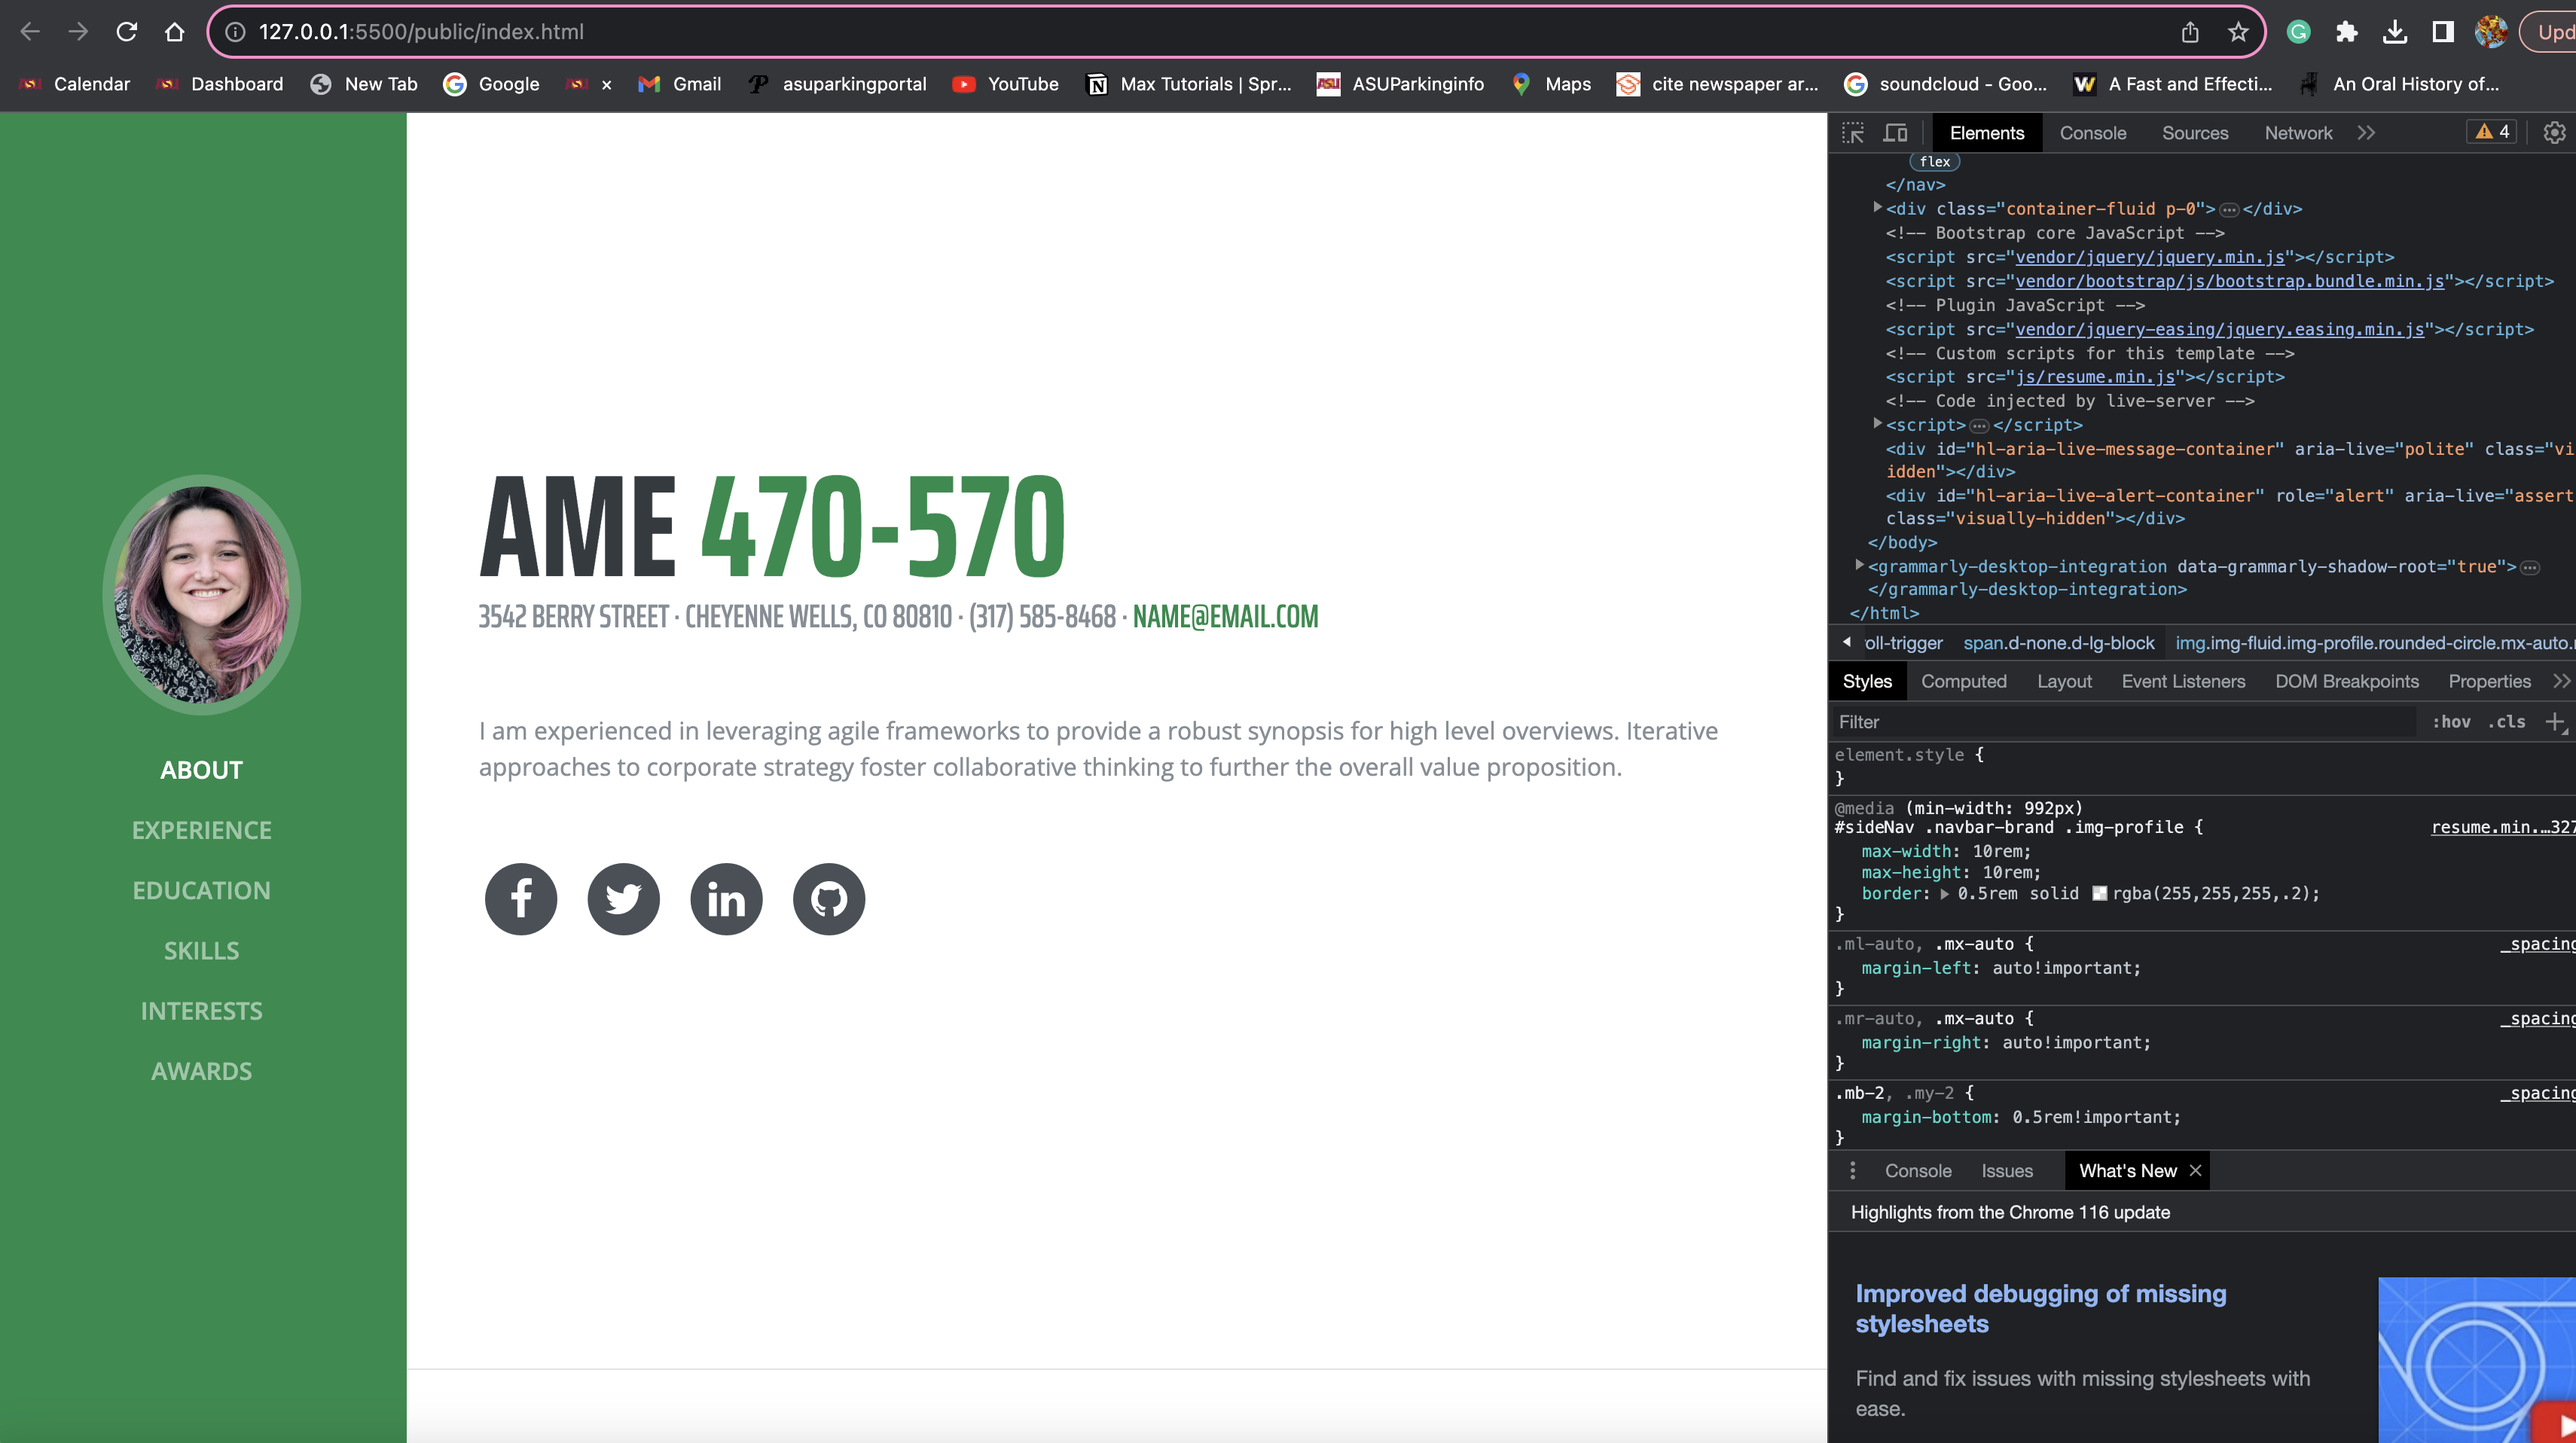 127.0.0.1:5500/public/index.html
Upd
Calendar Dashboard New Tab Google × Gmail asuparkingportal YouTube Max Tutorials | Spr... ASUParkinginfo Maps cite newspaper ar... soundcloud - Goo... A Fast and Effecti... An Oral History of...
ABOUT
EXPERIENCE
EDUCATION
SKILLS
INTERESTS
AWARDS
AME 470-570
3542 BERRY STREET · CHEYENNE WELLS, CO 80810 · (317) 585-8468 · NAME@EMAIL.COM
I am experienced in leveraging agile frameworks to provide a robust synopsis for high level overviews. Iterative
approaches to corporate strategy foster collaborative thinking to further the overall value proposition.
Elements Console Sources Network 4
flex
</nav>
<div class="container-fluid p-0">…</div>
<!-- Bootstrap core JavaScript -->
<script src="vendor/jquery/jquery.min.js"></script>
<script src="vendor/bootstrap/js/bootstrap.bundle.min.js"></script>
<!-- Plugin JavaScript -->
<script src="vendor/jquery-easing/jquery.easing.min.js"></script>
<!-- Custom scripts for this template -->
<script src="js/resume.min.js"></script>
<!-- Code injected by live-server -->
<script>…</script>
<div id="hl-aria-live-message-container" aria-live="polite" class="vi
idden"></div>
<div id="hl-aria-live-alert-container" role="alert" aria-live="assert
class="visually-hidden"></div>
</body>
<grammarly-desktop-integration data-grammarly-shadow-root="true">…
</grammarly-desktop-integration>
</html>
oll-trigger span.d-none.d-lg-block img.img-fluid.img-profile.rounded-circle.mx-auto.
Styles Computed Layout Event Listeners DOM Breakpoints Properties
Filter :hov .cls
element.style {
}
@media (min-width: 992px)
#sideNav .navbar-brand .img-profile { resume.min.…327
max-width: 10rem;
max-height: 10rem;
border: 0.5rem solid rgba(255,255,255,.2);
}
.ml-auto, .mx-auto { _spacing
margin-left: auto!important;
}
.mr-auto, .mx-auto { _spacing
margin-right: auto!important;
}
.mb-2, .my-2 { _spacing
margin-bottom: 0.5rem!important;
}
Console Issues What's New
Highlights from the Chrome 116 update
Improved debugging of missing
stylesheets
Find and fix issues with missing stylesheets with
ease.